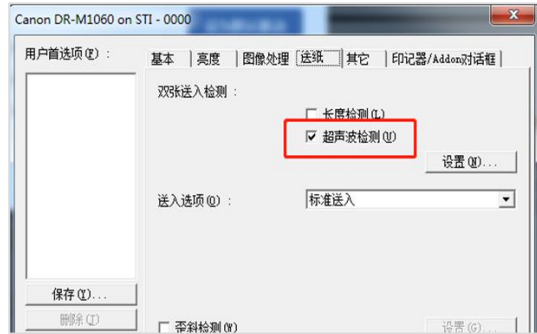 Canon DR-M1060 on STI - 0000
用户首选项(F)：
基本 亮度 图像处理 送纸 其它 印记器/Addon对话框
双张送入检测：
长度检测(L)
超声波检测(U)
设置(N)...
送入选项(O)： 标准送入
保存(Y)...
删除(T)
歪斜检测(W) 设置(G)...